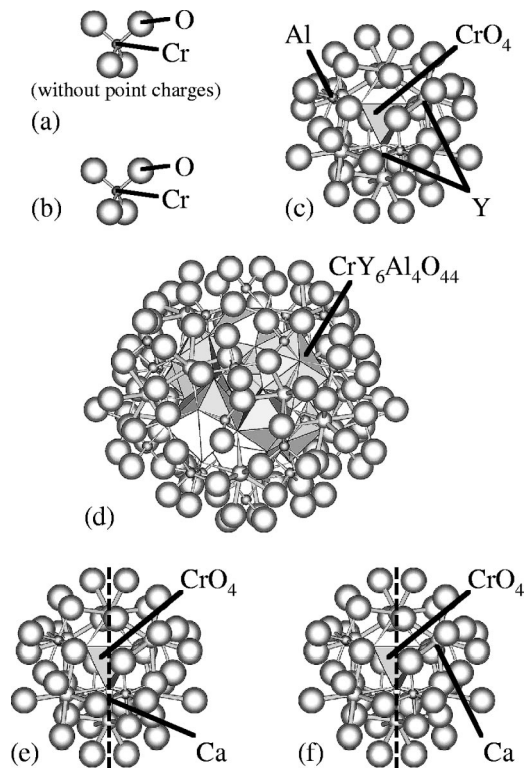 O
Cr
(without point charges)
(a)
O
Cr
(b)
Al
CrO₄
Y
(c)
CrY₆Al₄O₄₄
(d)
CrO₄
Ca
(e)
CrO₄
Ca
(f)